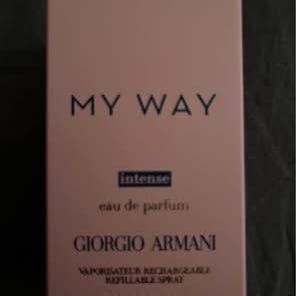 MY WAY
intense
eau de parfum
GIORGIO ARMANI
VAPORISATEUR RECHARGEABLE
REFILLABLE SPRAY